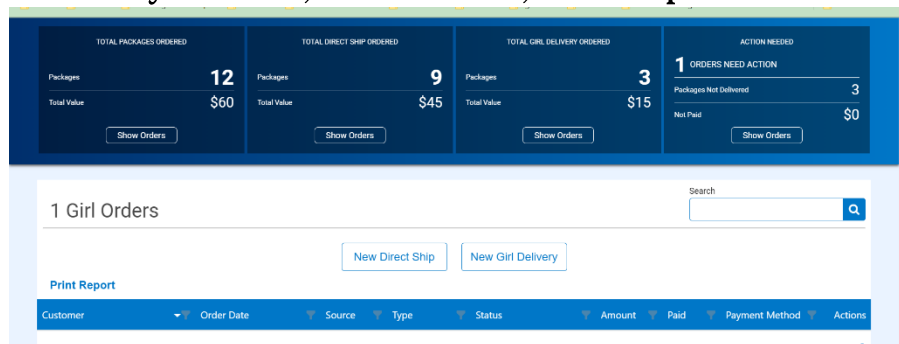 TOTAL PACKAGES ORDERED
Packages 12
Total Value $60
Show Orders
TOTAL DIRECT SHIP ORDERED
Packages 9
Total Value $45
Show Orders
TOTAL GIRL DELIVERY ORDERED
Packages 3
Total Value $15
Show Orders
ACTION NEEDED
1 ORDERS NEED ACTION
Packages Not Delivered 3
Not Paid $0
Show Orders
1 Girl Orders
Search
New Direct Ship New Girl Delivery
Print Report
Customer Order Date Source Type Status Amount Paid Payment Method Actions